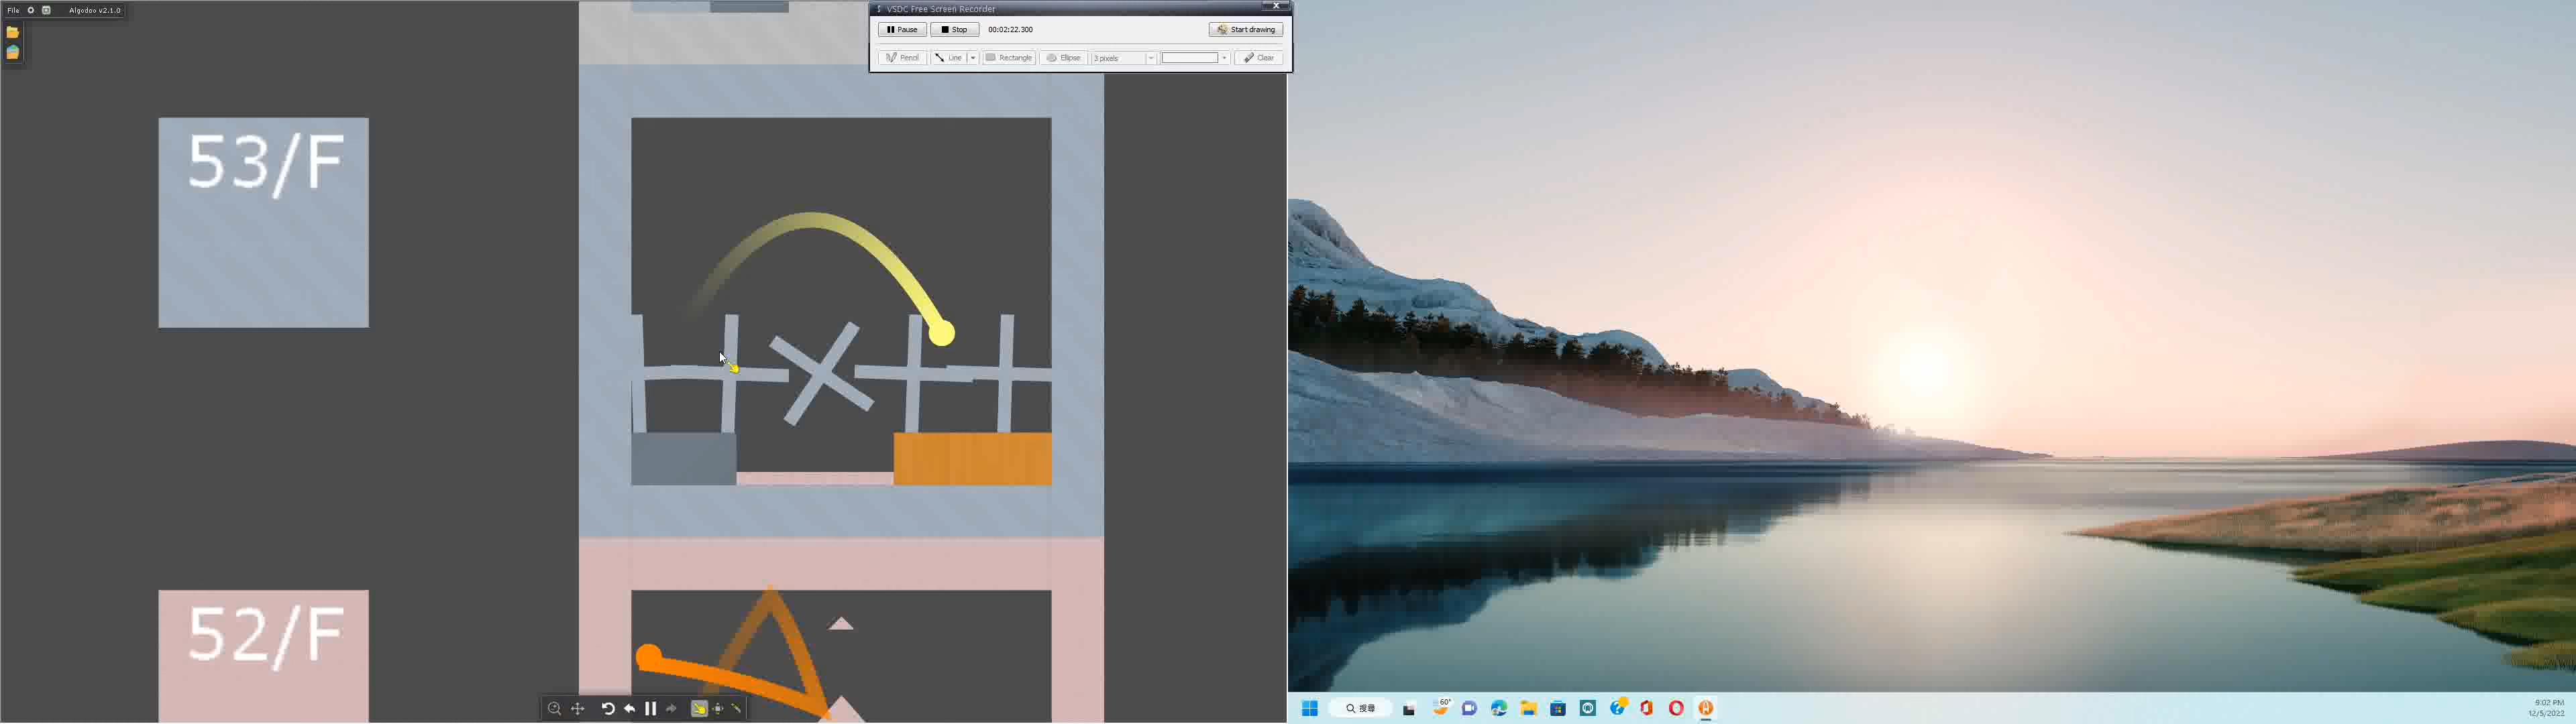 File Algodoo v2.1.0
VSDC Free Screen Recorder
Pause Stop 00:02:22.300 Start drawing
Pencil Line Rectangle Ellipse 3 pixels Clear
53/F
52/F
60°
搜尋
9:02 PM
12/5/2022